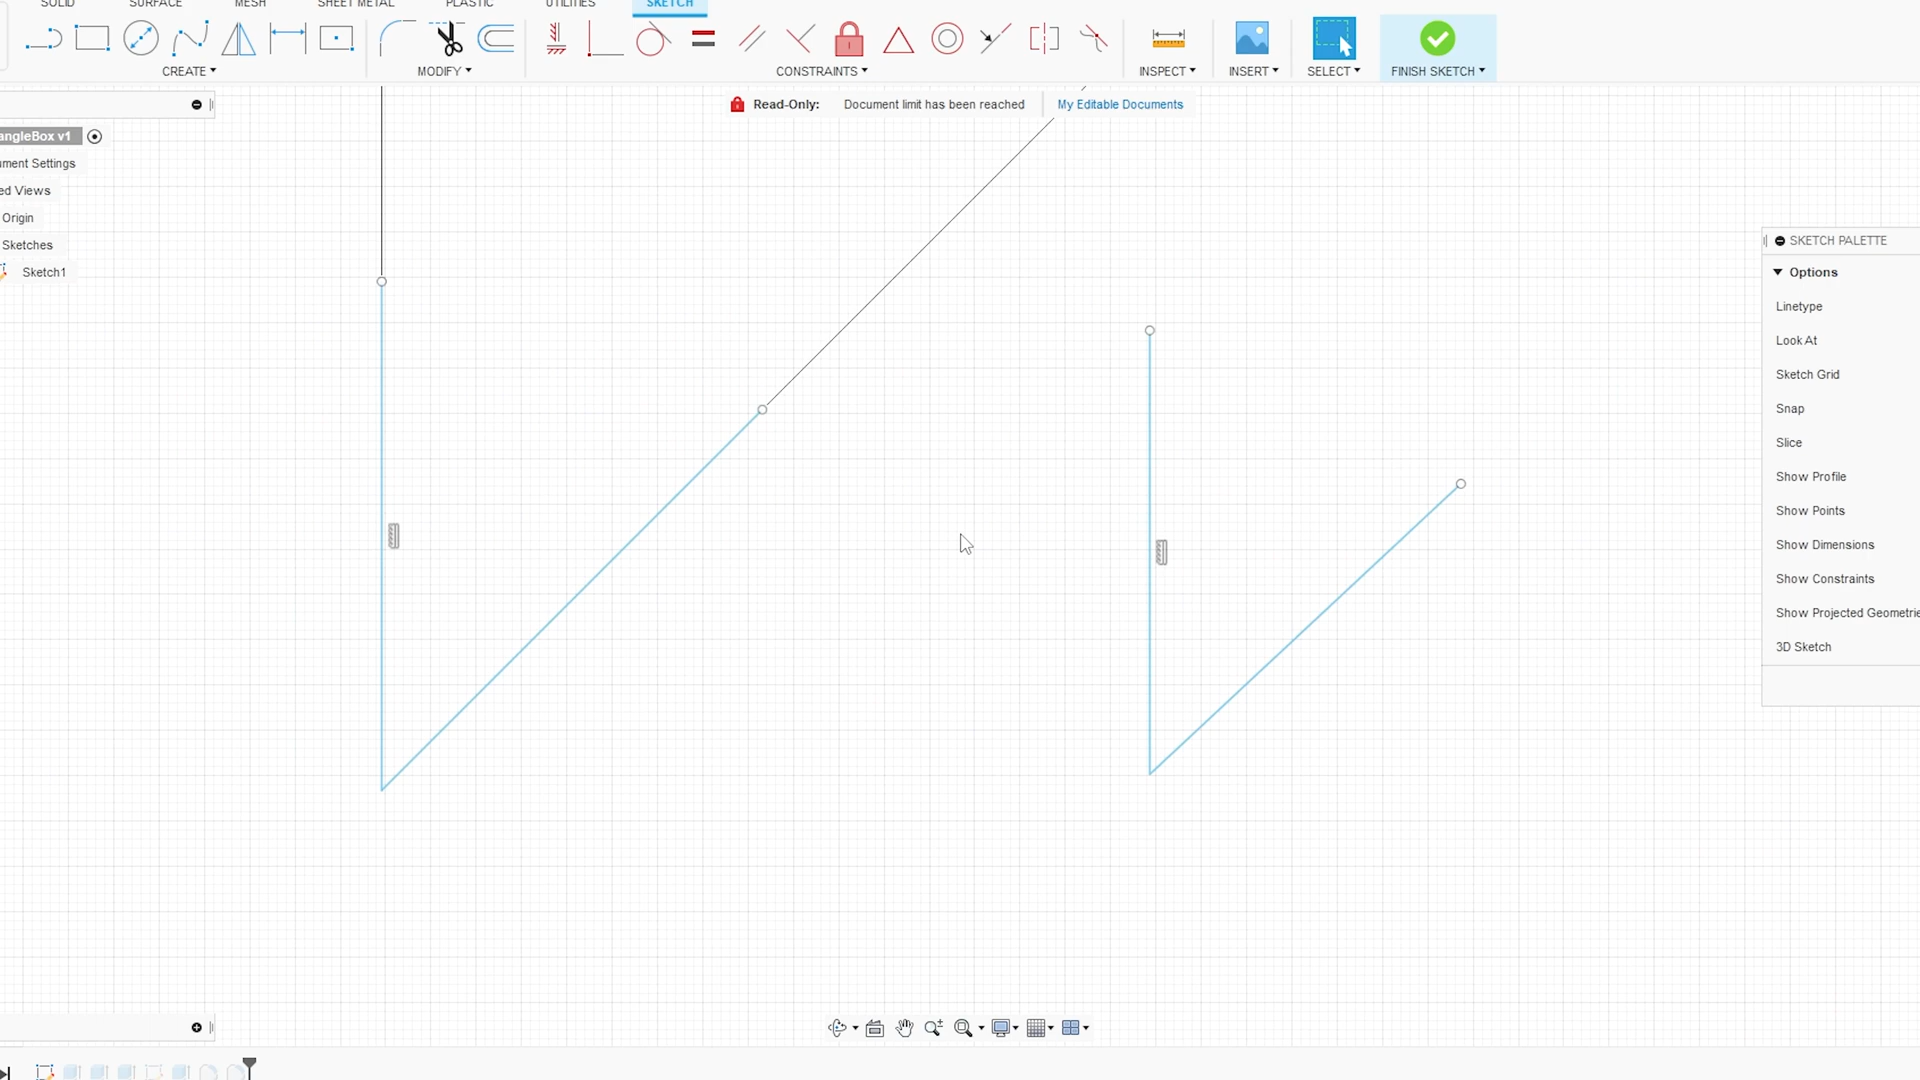 SOLID SURFACE MESH SHEET METAL PLASTIC UTILITIES SKETCH
CREATE MODIFY CONSTRAINTS INSPECT INSERT SELECT FINISH SKETCH
Read-Only: Document limit has been reached My Editable Documents
angleBox v1
ument Settings
ed Views
Origin
Sketches
Sketch1
SKETCH PALETTE
Options
Linetype
Look At
Sketch Grid
Snap
Slice
Show Profile
Show Points
Show Dimensions
Show Constraints
Show Projected Geometrie
3D Sketch